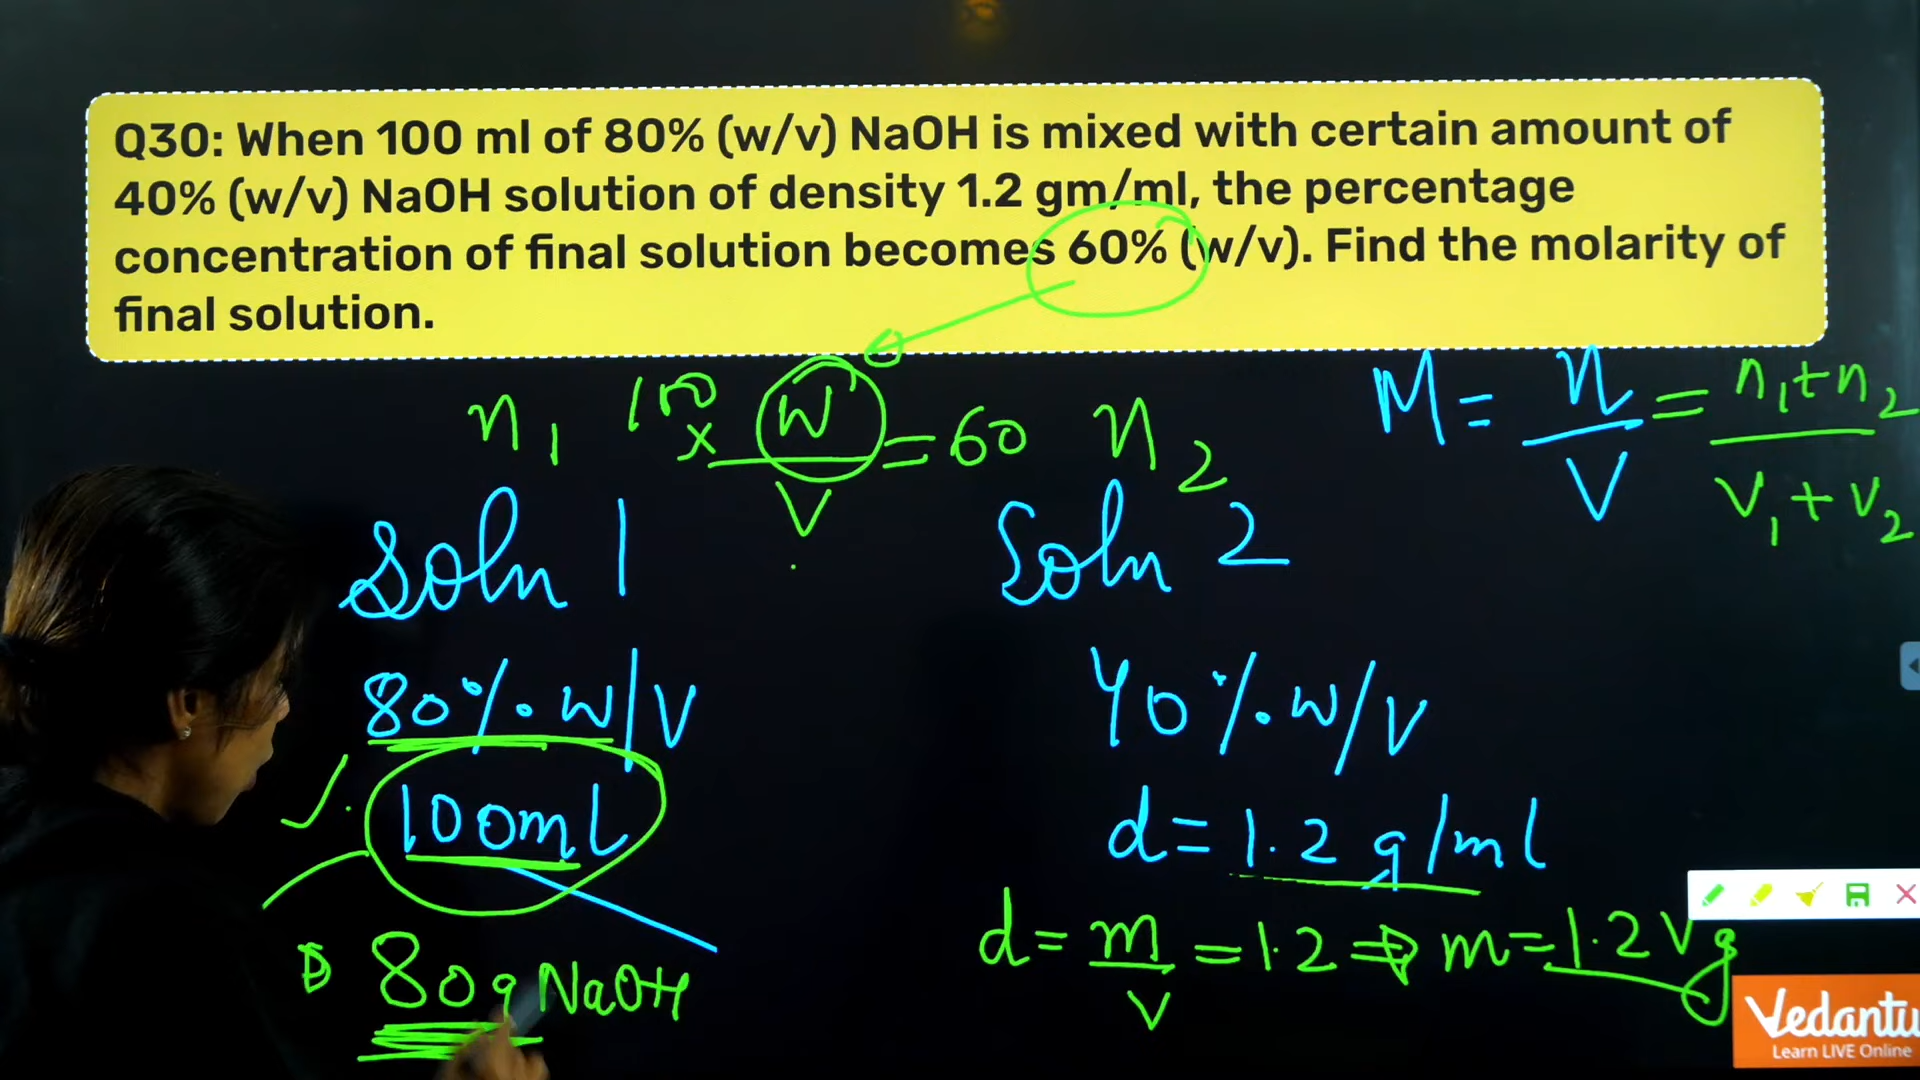 Q30: When 100 ml of 80% (w/v) NaOH is mixed with certain amount of
40% (w/v) NaOH solution of density 1.2 gm/ml, the percentage
concentration of final solution becomes 60% (w/v). Find the molarity of
final solution.
n1 100 × W/V = 60 n2
M = n/V = n1+n2/V1+V2
Soln 1
Soln 2
80% w/v
40% w/v
100ml
d = 1.2 g/ml
80g NaOH
d = m/V = 1.2 ⇒ m = 1.2Vg
Vedantu
Learn LIVE Online